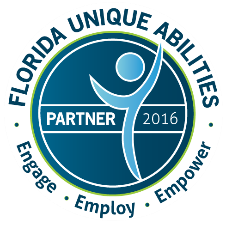 FLORIDA UNIQUE ABILITIES
PARTNER 2016
• Engage • Employ • Empower •